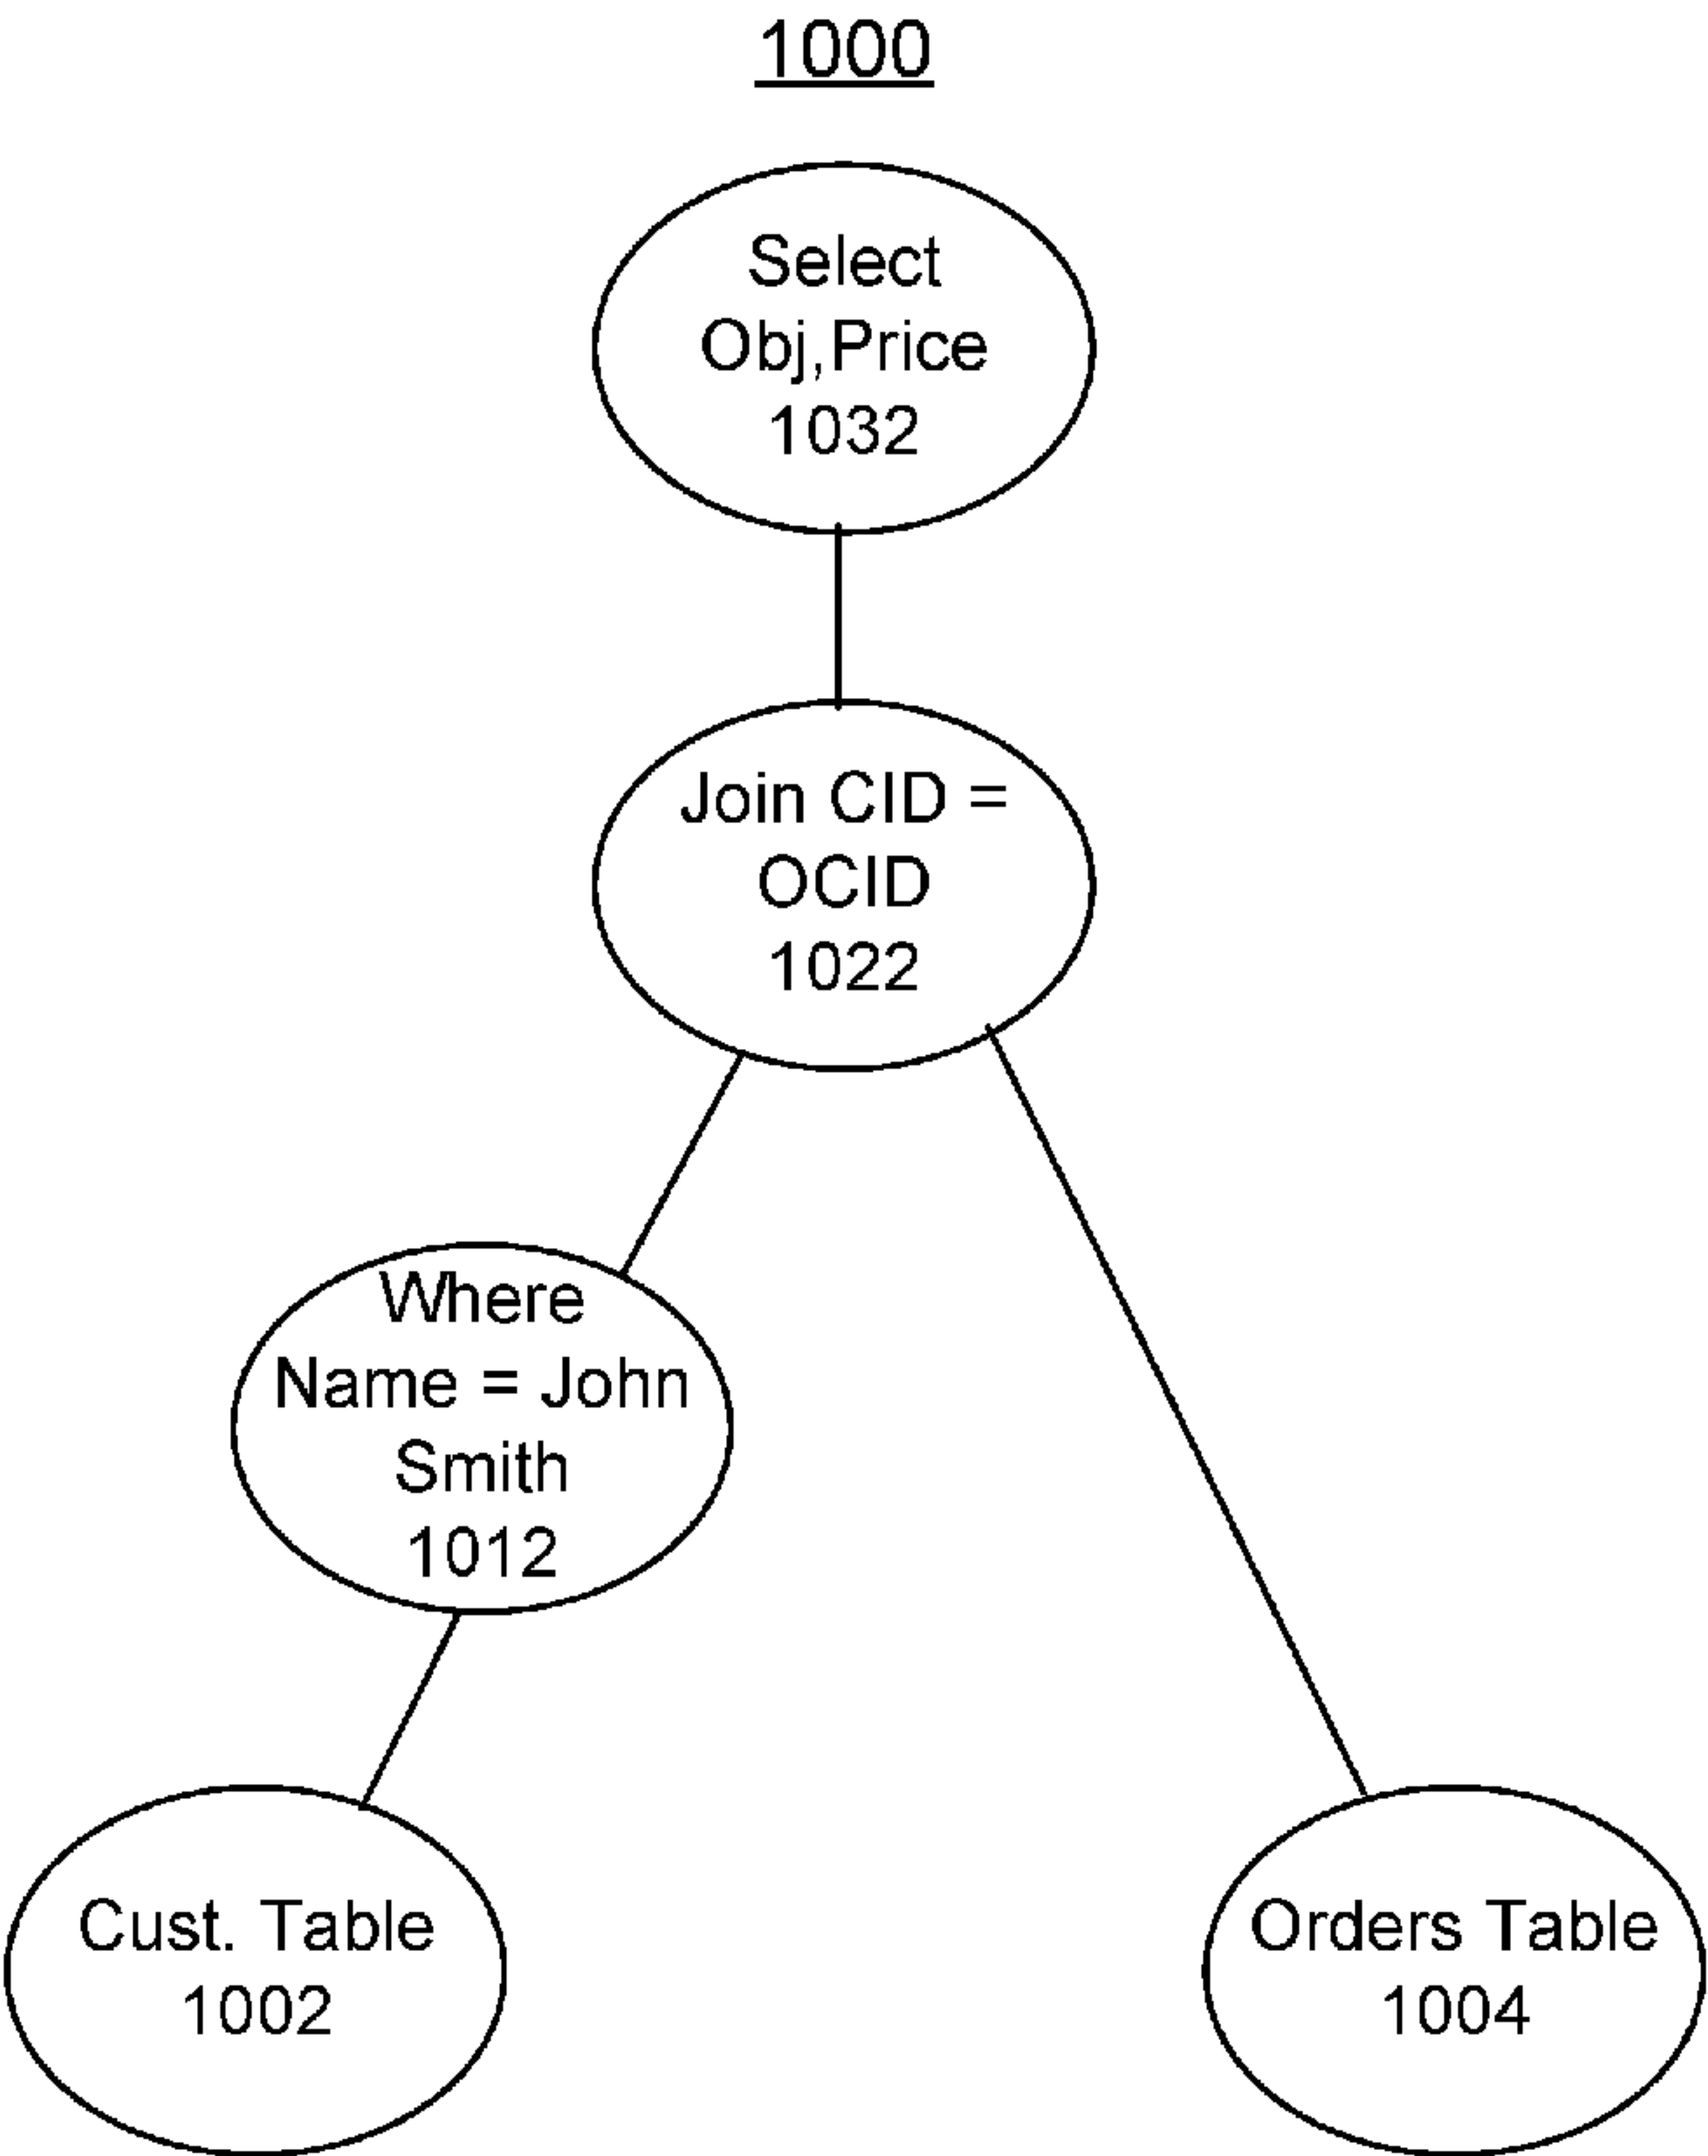 1000
Select
Obj,Price
1032
Join CID =
OCID
1022
Where
Name = John
Smith
1012
Cust. Table
1002
Orders Table
1004